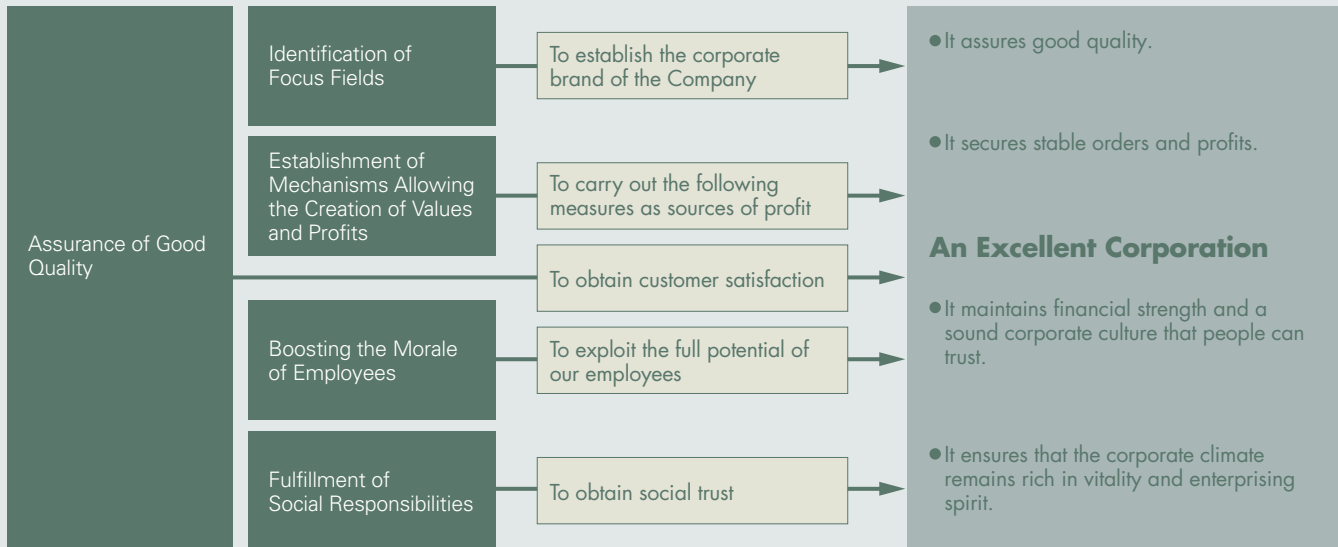 Assurance of Good
Quality
Identification of
Focus Fields
To establish the corporate
brand of the Company
Establishment of
Mechanisms Allowing
the Creation of Values
and Profits
To carry out the following
measures as sources of profit
To obtain customer satisfaction
Boosting the Morale
of Employees
To exploit the full potential of
our employees
Fulfillment of
Social Responsibilities
To obtain social trust
●It assures good quality.
●It secures stable orders and profits.
An Excellent Corporation
●It maintains financial strength and a
sound corporate culture that people can
trust.
●It ensures that the corporate climate
remains rich in vitality and enterprising
spirit.